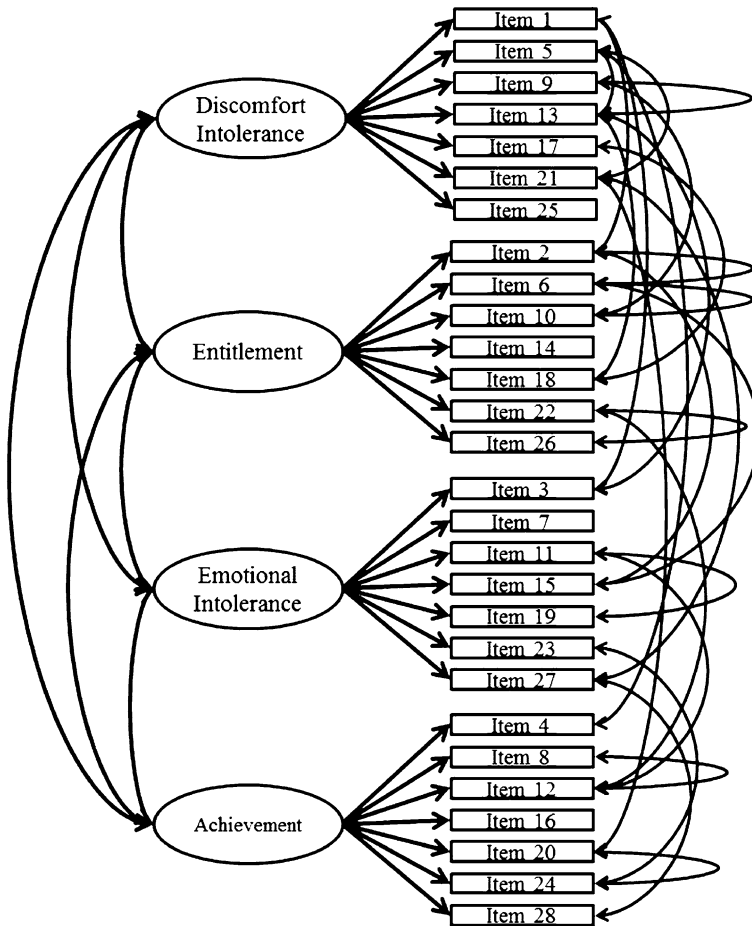 Item 1
Item 5
Item 9
Item 13
Item 17
Item 21
Item 25
Discomfort
Intolerance
Item 2
Item 6
Item 10
Item 14
Item 18
Item 22
Item 26
Entitlement
Item 3
Item 7
Item 11
Item 15
Item 19
Item 23
Item 27
Emotional
Intolerance
Item 4
Item 8
Item 12
Item 16
Item 20
Item 24
Item 28
Achievement